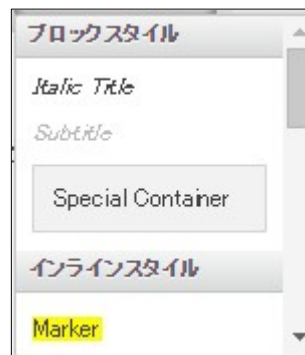 ブロックスタイル
Italic Title
Subtitle
Special Container
インラインスタイル
Marker